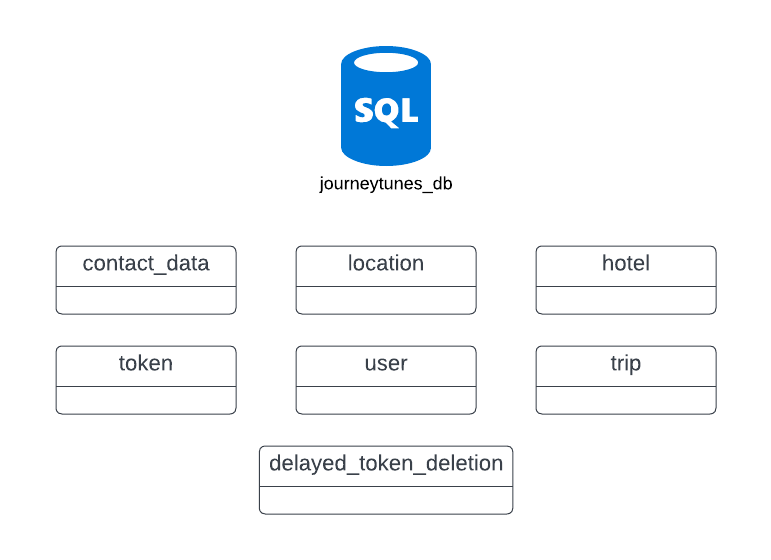 SQL
journeytunes_db
contact_data
location
hotel
token
user
trip
delayed_token_deletion